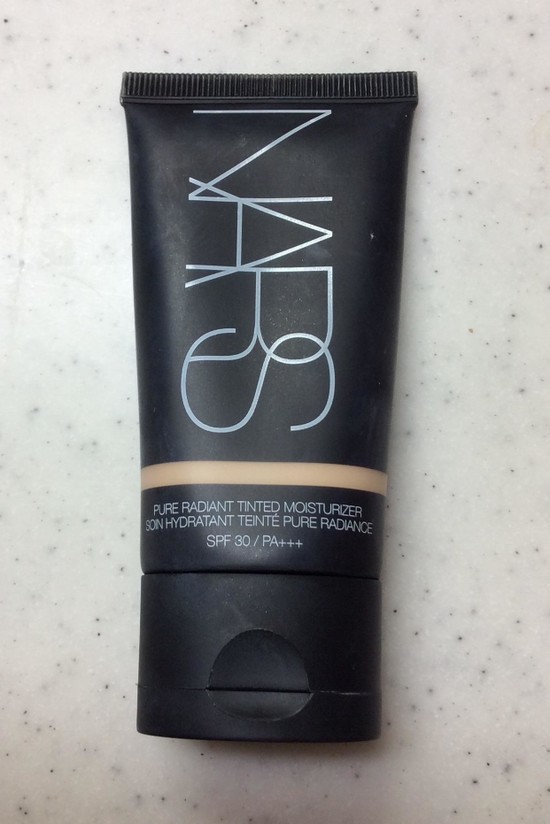 NARS
PURE RADIANT TINTED MOISTURIZER
SOIN HYDRATANT TEINTÉ PURE RADIANCE
SPF 30 / PA+++